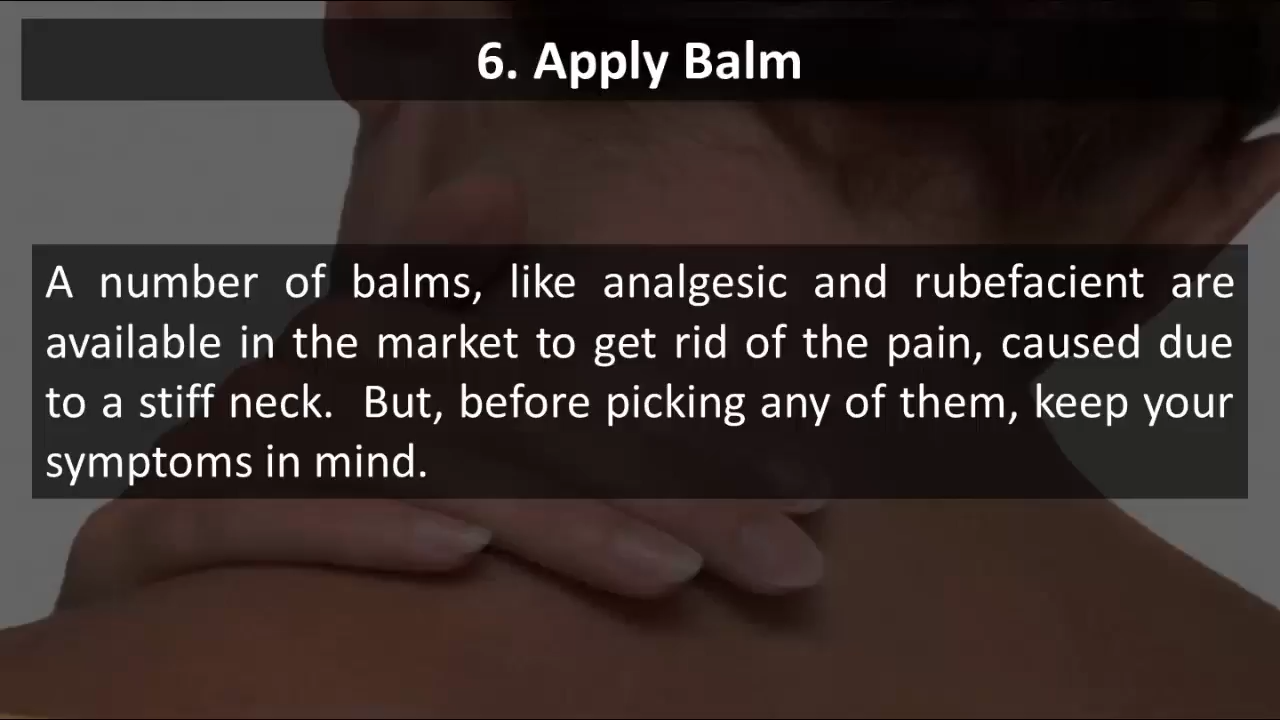 6. Apply Balm
A number of balms, like analgesic and rubefacient are
available in the market to get rid of the pain, caused due
to a stiff neck.  But, before picking any of them, keep your
symptoms in mind.